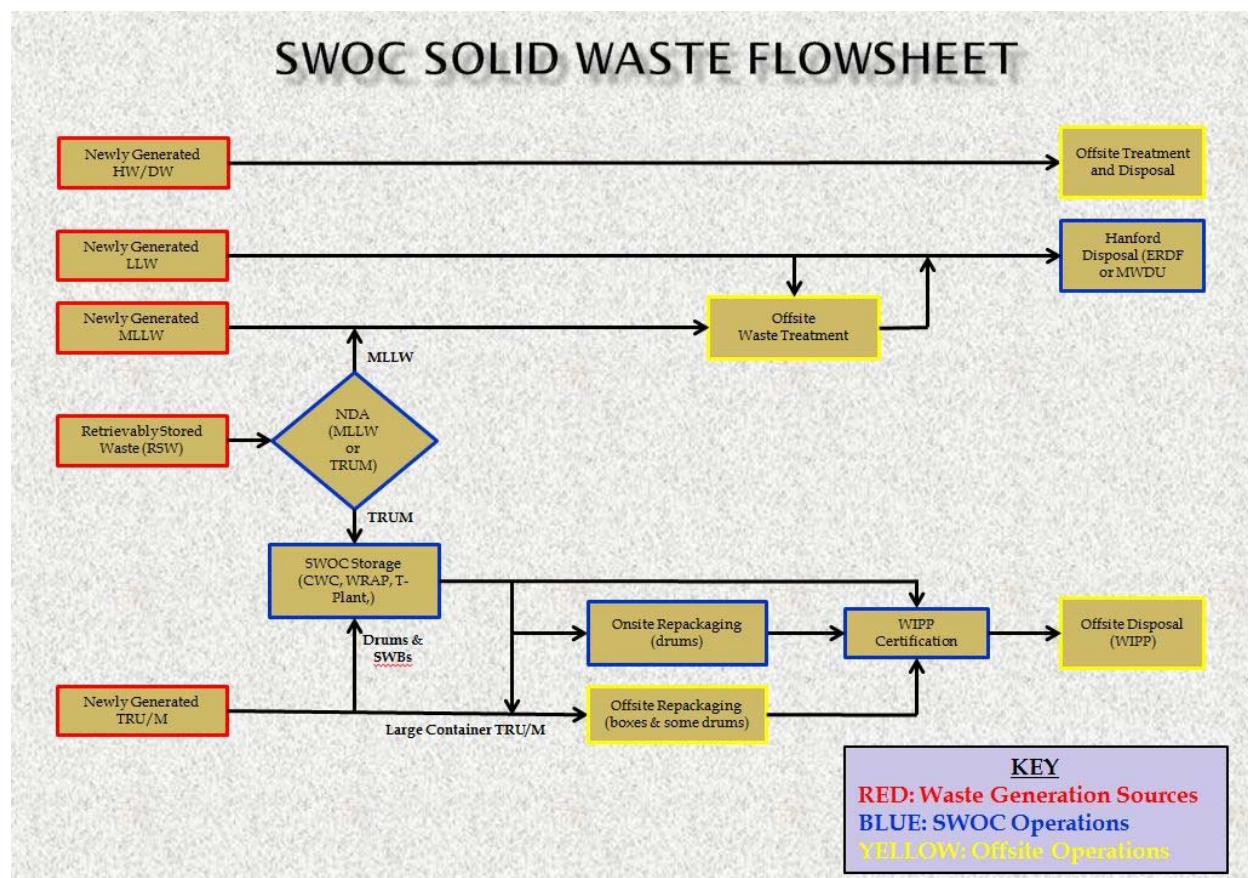 SWOC SOLID WASTE FLOWSHEET
Newly Generated
HW/DW
Offsite Treatment
and Disposal
Newly Generated
LLW
Hanford
Disposal (ERDF
or MWDU
Newly Generated
MLLW
Offsite
Waste Treatment
MLLW
Retrievably Stored
Waste (RSW)
NDA
(MLLW
or
TRUM)
TRUM
SWOC Storage
(CWC, WRAP, T-
Plant,)
Drums &
SWBs
Onsite Repackaging
(drums)
WIPP
Certification
Offsite Disposal
(WIPP)
Newly Generated
TRU/M
Large Container TRU/M
Offsite Repackaging
(boxes & some drums)
KEY
RED: Waste Generation Sources
BLUE: SWOC Operations
YELLOW: Offsite Operations